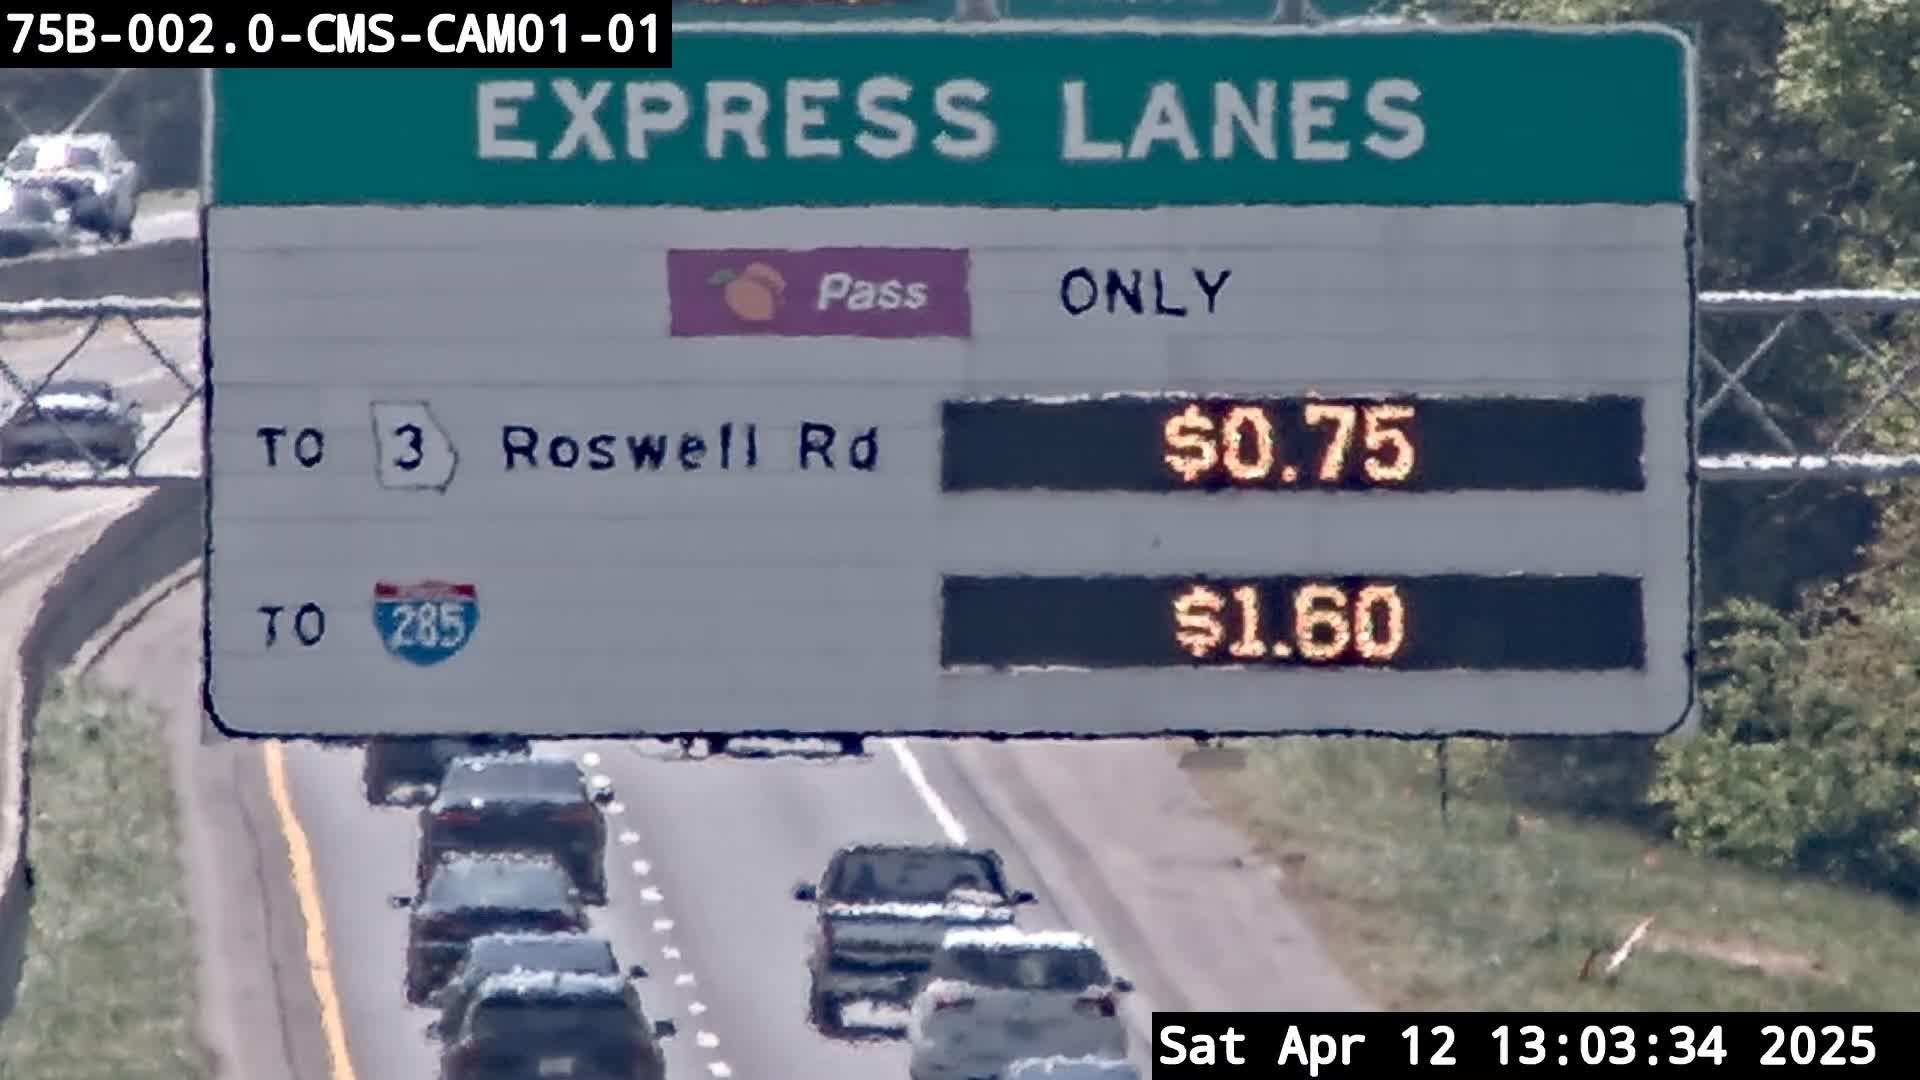 75B-002.0-CMS-CAM01-01
EXPRESS LANES
Pass ONLY
TO 3 Roswell Rd $0.75
TO 285 $1.60
Sat Apr 12 13:03:34 2025